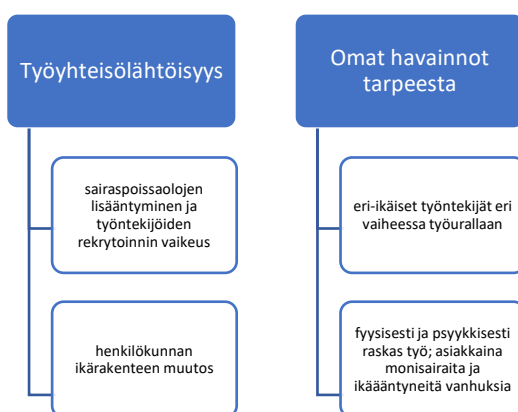 Työyhteisölähtöisyys
sairaspoissaolojen
lisääntyminen ja
työntekijöiden
rekrytoinnin vaikeus
henkilökunnan
ikärakenteen muutos
Omat havainnot
tarpeesta
eri-ikäiset työntekijät eri
vaiheessa työurallaan
fyysisesti ja psyykkisesti
raskas työ; asiakkaina
monisairaita ja
ikäääntyneitä vanhuksia